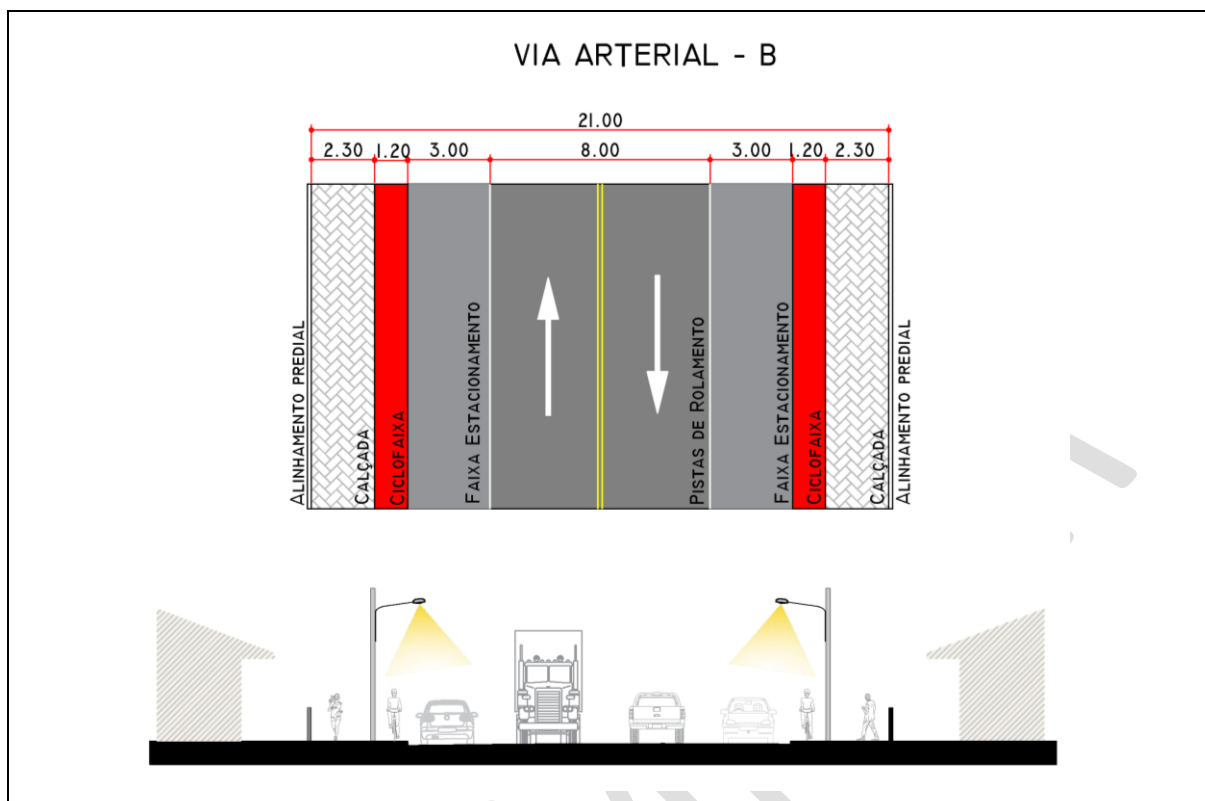 VIA ARTERIAL - B
21.00
2.30 1.20 3.00 8.00 3.00 1.20 2.30
ALINHAMENTO PREDIAL
CALÇADA
CICLOFAIXA
FAIXA ESTACIONAMENTO
PISTAS DE ROLAMENTO
FAIXA ESTACIONAMENTO
CICLOFAIXA
CALÇADA
ALINHAMENTO PREDIAL